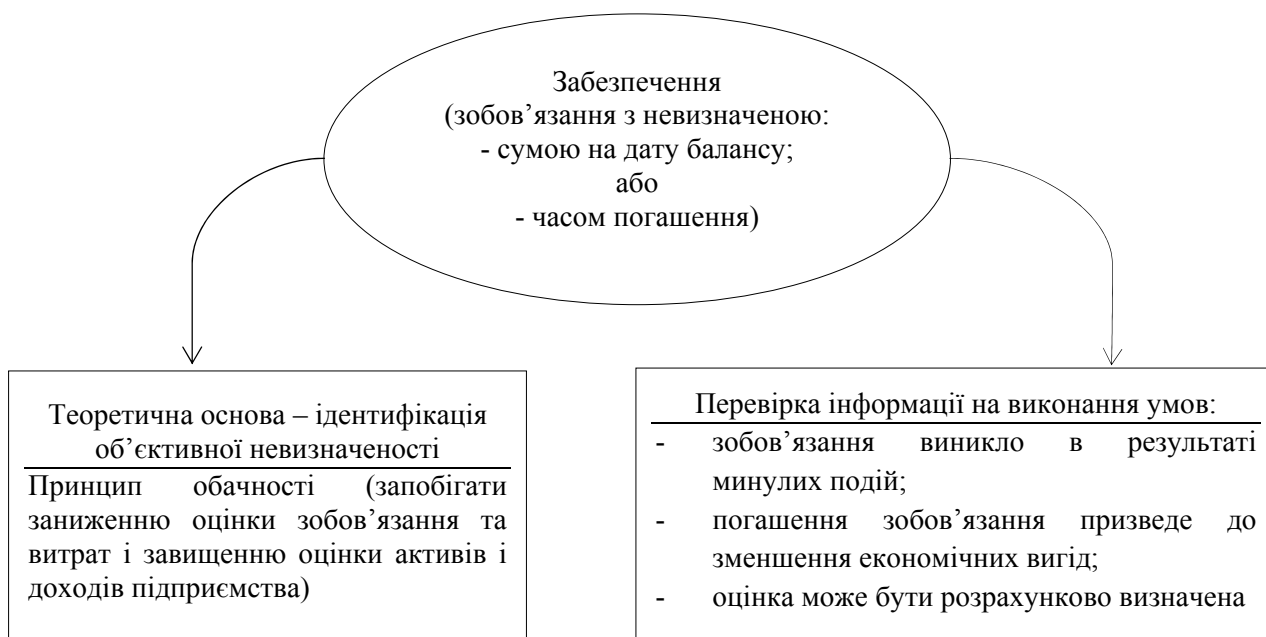 Забезпечення
(зобов’язання з невизначеною:
- сумою на дату балансу;
або
- часом погашення)
Теоретична основа – ідентифікація
об’єктивної невизначеності
Принцип обачності (запобігати
заниженню оцінки зобов’язання та
витрат і завищенню оцінки активів і
доходів підприємства)
Перевірка інформації на виконання умов:
- зобов’язання виникло в результаті
минулих подій;
- погашення зобов’язання призведе до
зменшення економічних вигід;
- оцінка може бути розрахунково визначена